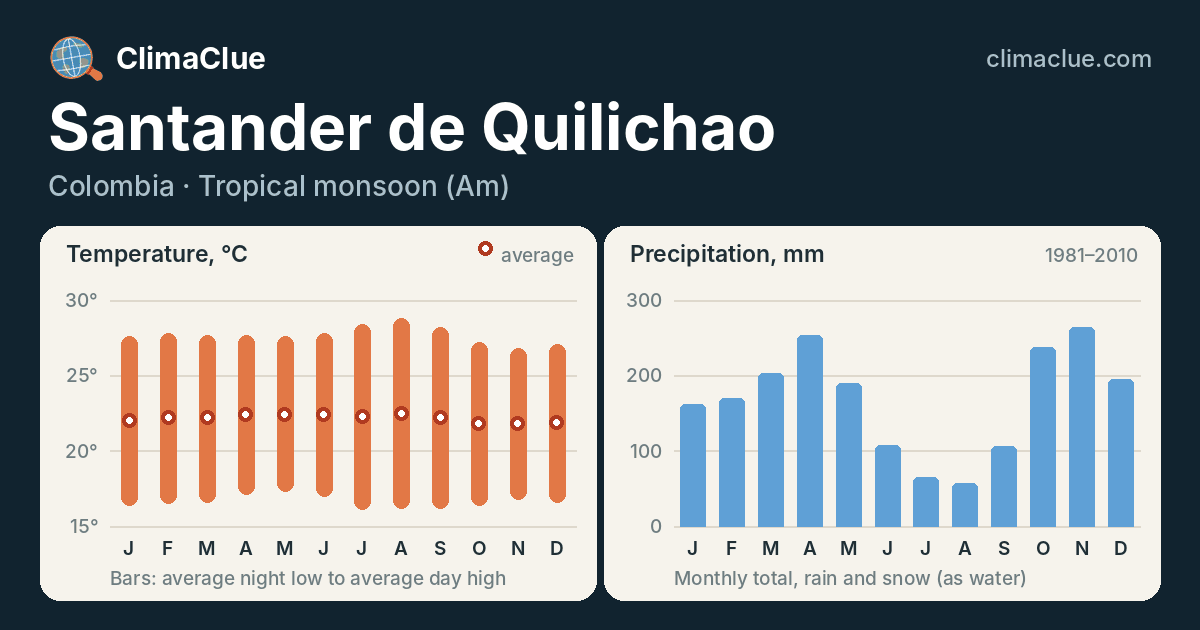 ClimaClue
climaclue.com
Santander de Quilichao
Colombia · Tropical monsoon (Am)
Temperature, °C
average
30°
25°
20°
15°
J F M A M J J A S O N D
Bars: average night low to average day high
Precipitation, mm
1981–2010
300
200
100
0
J F M A M J J A S O N D
Monthly total, rain and snow (as water)